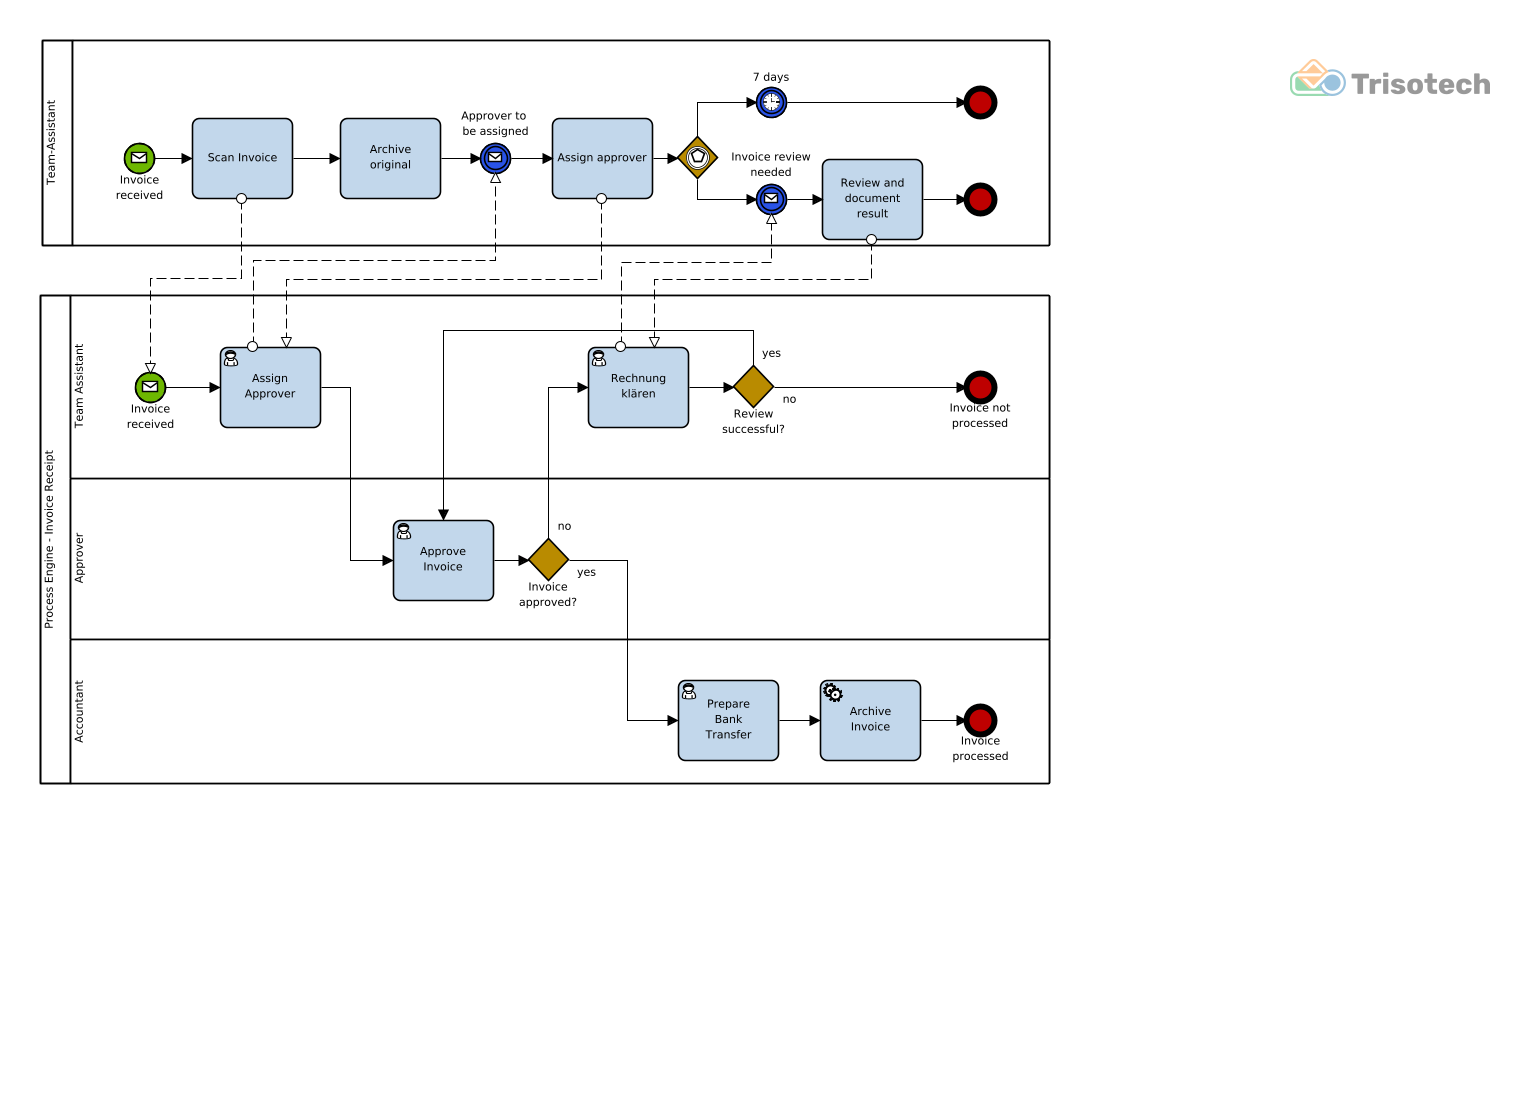 Trisotech
Team-Assistant
7 days
Approver to
be assigned
Invoice
received
Scan Invoice
Archive
original
Assign approver
Invoice review
needed
Review and
document
result
Process Engine - Invoice Receipt
Team Assistant
Invoice
received
Assign
Approver
Rechnung
klären
yes
no
Review
successful?
Invoice not
processed
Approver
Approve
Invoice
no
yes
Invoice
approved?
Accountant
Prepare
Bank
Transfer
Archive
Invoice
Invoice
processed